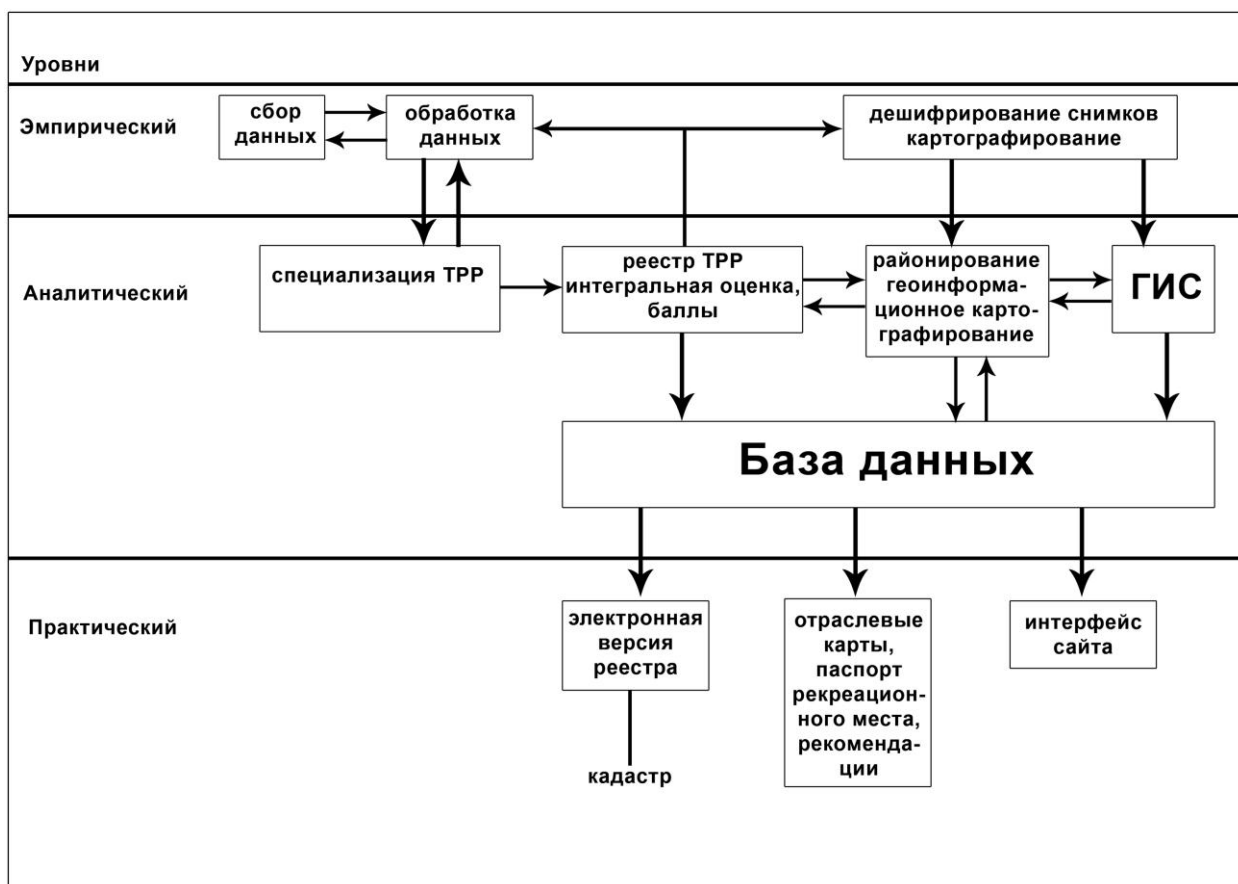 Уровни
Эмпирический
сбор
данных
обработка
данных
дешифрирование снимков
картографирование
Аналитический
специализация ТРР
реестр ТРР
интегральная оценка,
баллы
районирование
геоинформа-
ционное карто-
графирование
ГИС
База данных
Практический
электронная
версия
реестра
отраслевые
карты,
паспорт
рекреацион-
ного места,
рекоменда-
ции
интерфейс
сайта
кадастр